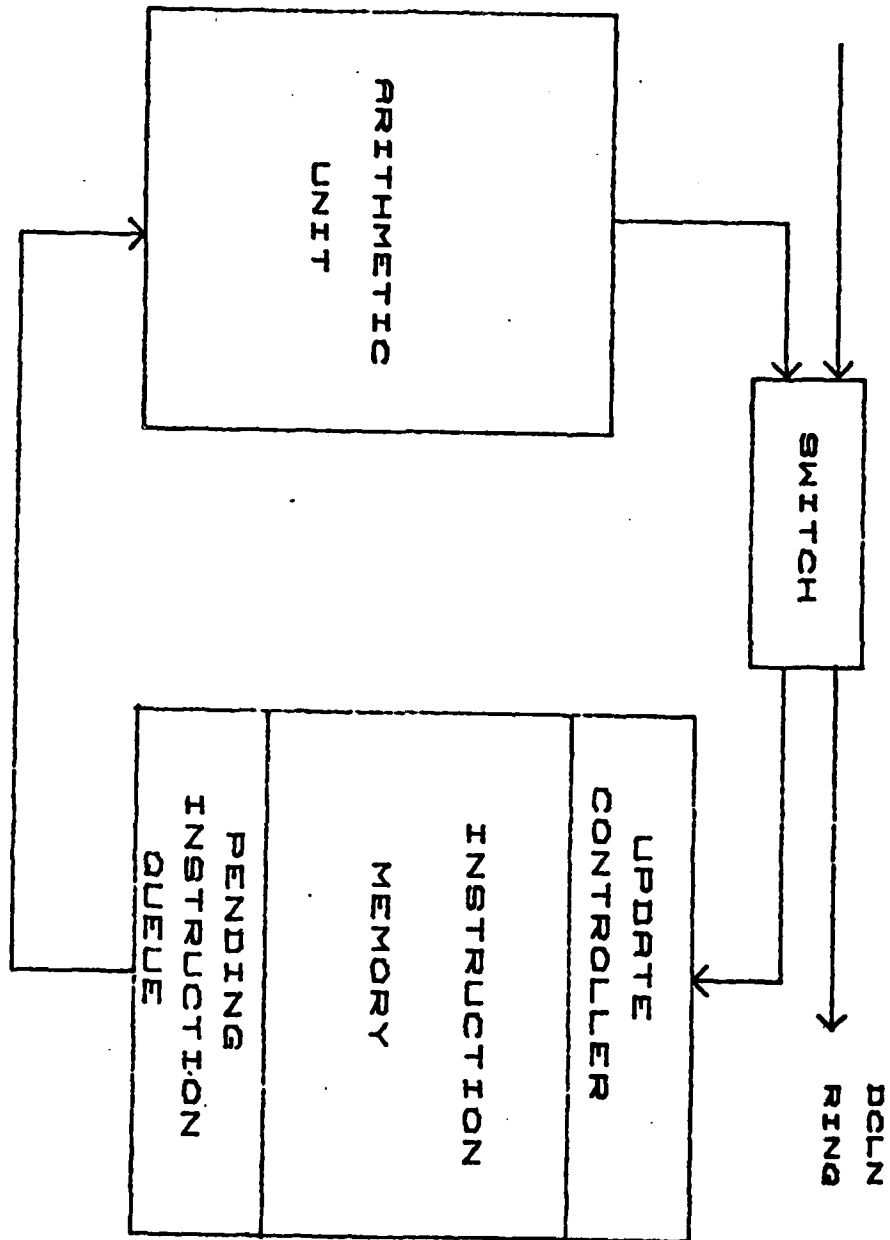 DCLN
RING
SWITCH
ARITHMETIC
UNIT
UPDATE
CONTROLLER
INSTRUCTION
MEMORY
PENDING
INSTRUCTION
QUEUE